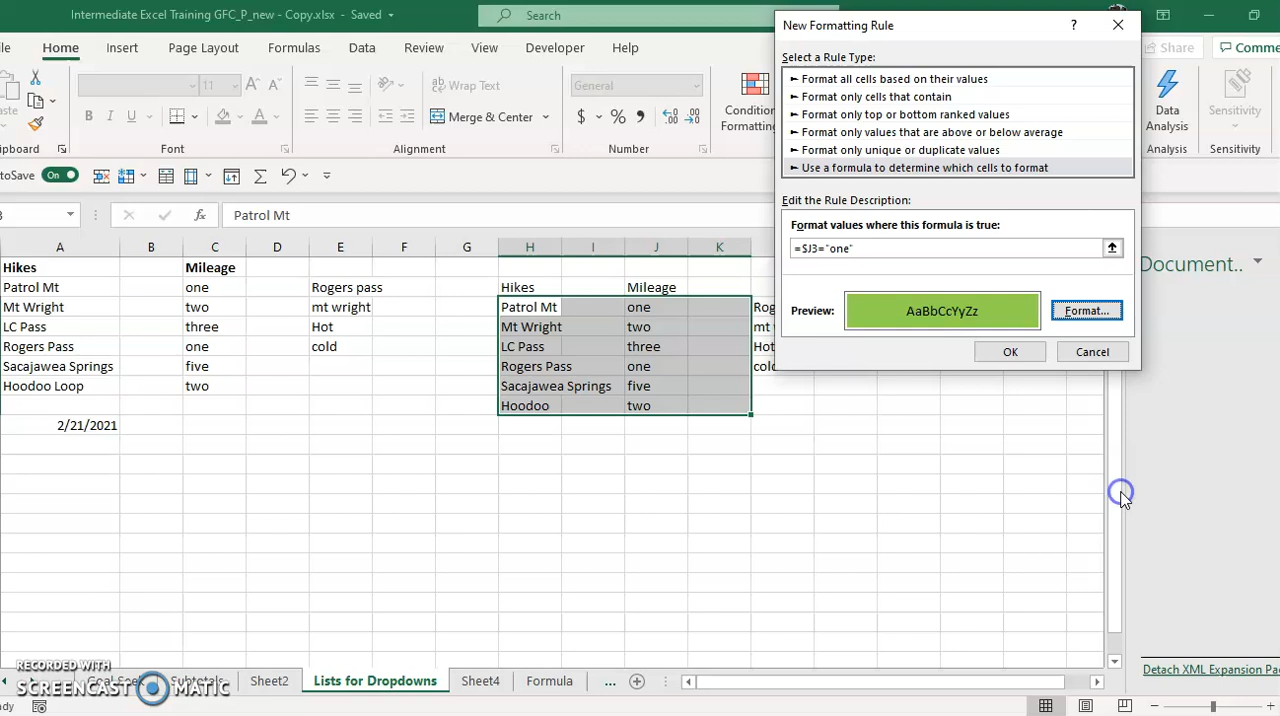 Intermediate Excel Training GFC_P_new - Copy.xlsx - Saved
Search
Home Insert Page Layout Formulas Data Review View Developer Help
Share
11
Wrap Text
Merge & Center
General
$ % ,
B I U
Font
Alignment
Number
Data
Analysis
Analysis
Sensitivity
Sensitivity
On
Patrol Mt
A B C D E F G H I J K
Hikes Mileage
Patrol Mt one Rogers pass Hikes Mileage
Mt Wright two mt wright Patrol Mt one
LC Pass three Hot Mt Wright two
Rogers Pass one cold LC Pass three
Sacajawea Springs five Rogers Pass one
Hoodoo Loop two Sacajawea Springs five
Hoodoo two
2/21/2021
New Formatting Rule
? ×
Select a Rule Type:
► Format all cells based on their values
► Format only cells that contain
► Format only top or bottom ranked values
► Format only values that are above or below average
► Format only unique or duplicate values
► Use a formula to determine which cells to format
Edit the Rule Description:
Format values where this formula is true:
=$J3="one"
Preview:
AaBbCcYyZz
Format...
OK
Cancel
Detach XML Expansion
RECORDED WITH
SCREENCAST MATIC
Sheet2 Lists for Dropdowns Sheet4 Formula ...